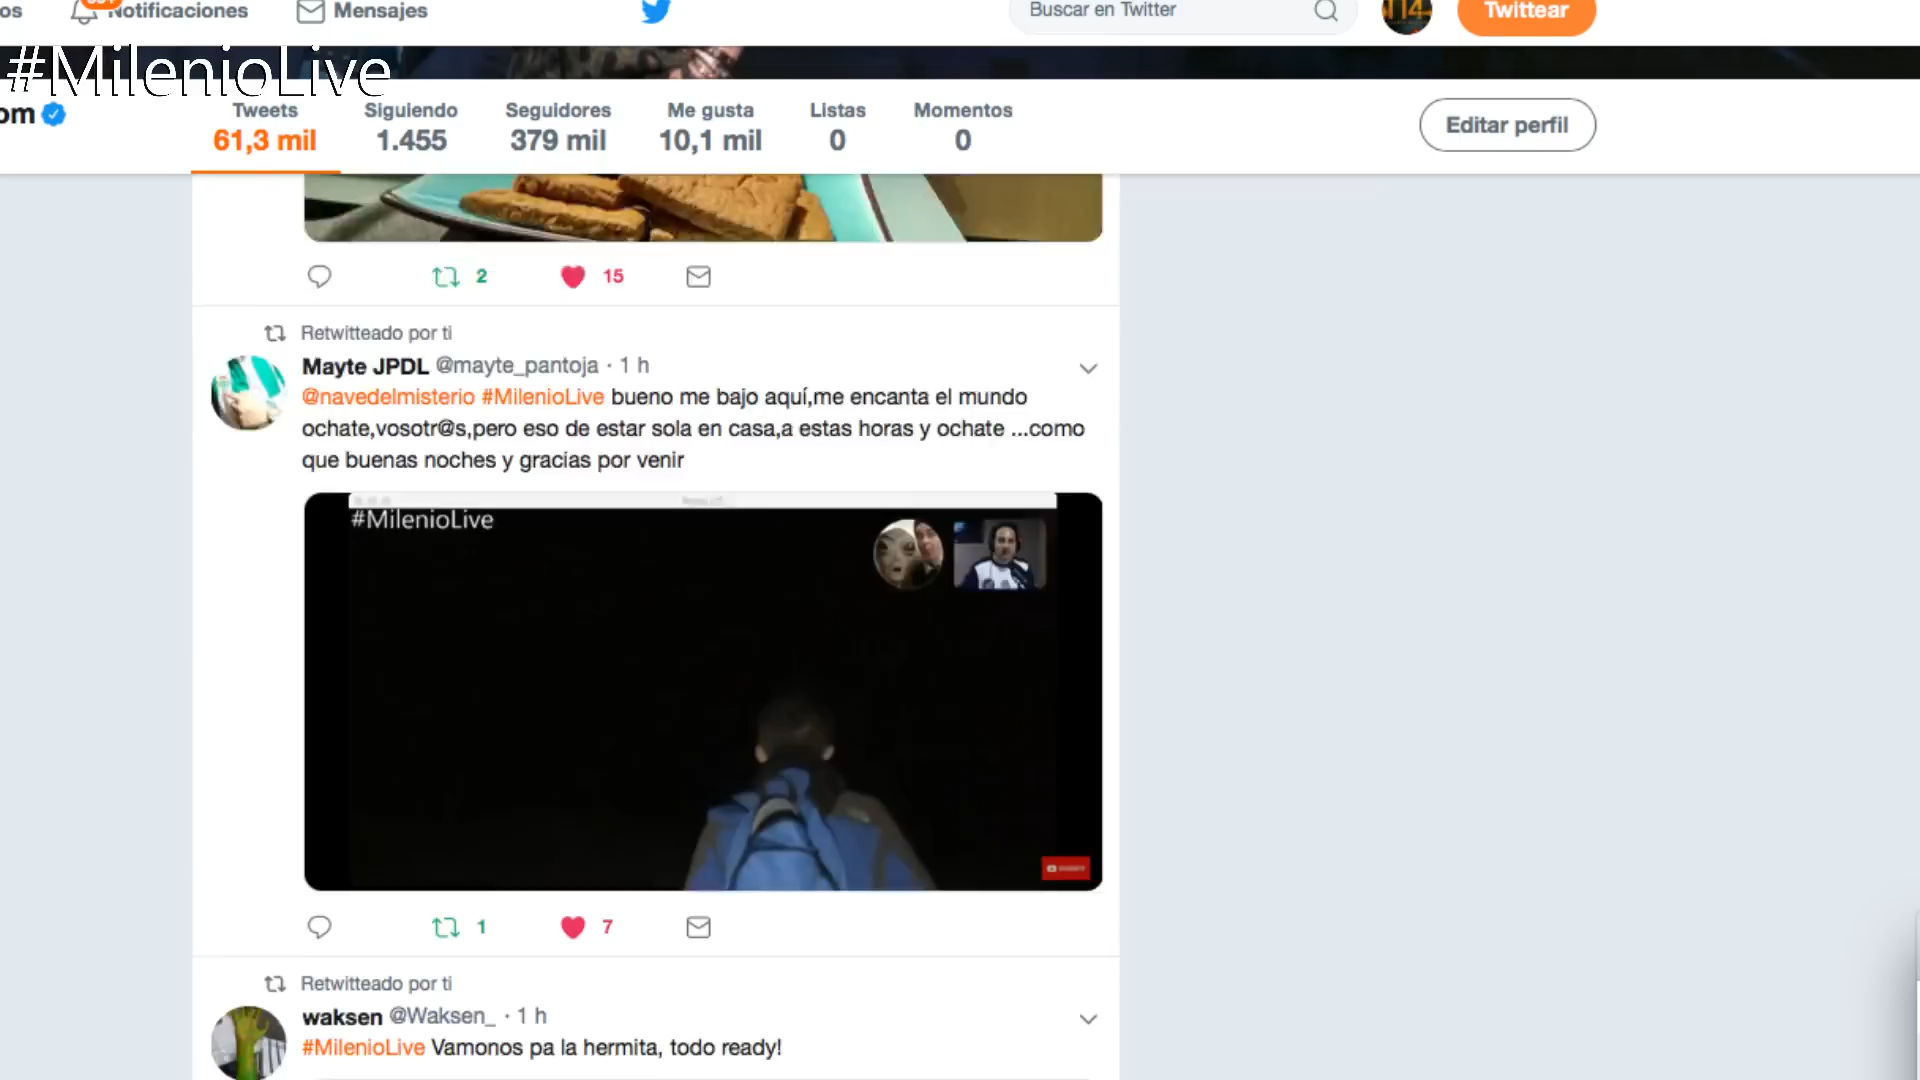 os
Notificaciones
Mensajes
Buscar en Twitter
Twittear
#MilenioLive
om
Tweets
61,3 mil
Siguiendo
1.455
Seguidores
379 mil
Me gusta
10,1 mil
Listas
0
Momentos
0
Editar perfil
2
15
Retwitteado por ti
Mayte JPDL @mayte_pantoja · 1 h
@navedelmisterio #MilenioLive bueno me bajo aquí,me encanta el mundo
ochate,vosotr@s,pero eso de estar sola en casa,a estas horas y ochate ...como
que buenas noches y gracias por venir
#MilenioLive
1
7
Retwitteado por ti
waksen @Waksen_ · 1 h
#MilenioLive Vamonos pa la hermita, todo ready!